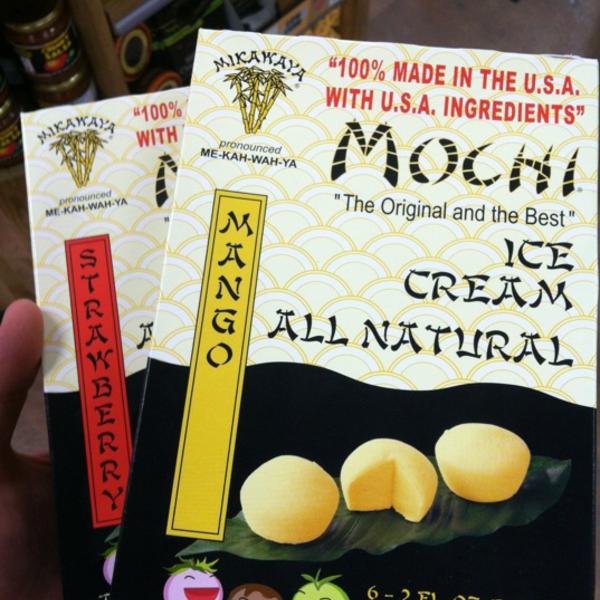 MIKAWAYA
pronounced
ME-KAH-WAH-YA
"100%
WITH
STRAWBERRY
MIKAWAYA
pronounced
ME-KAH-WAH-YA
"100% MADE IN THE U.S.A.
WITH U.S.A. INGREDIENTS"
MOCHI
"The Original and the Best"
ICE
CREAM
ALL NATURAL
MANGO